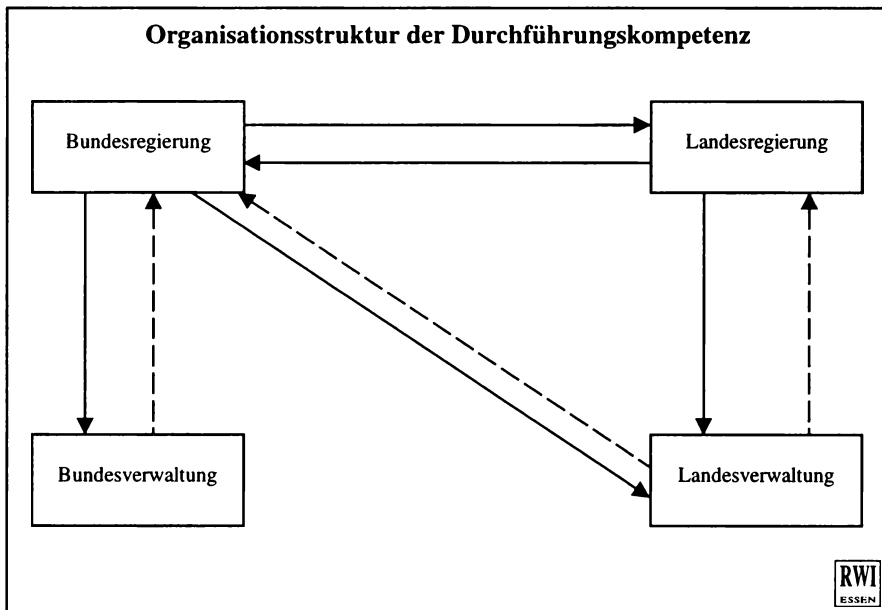 Organisationsstruktur der Durchführungskompetenz
Bundesregierung
Landesregierung
Bundesverwaltung
Landesverwaltung
RWI
ESSEN